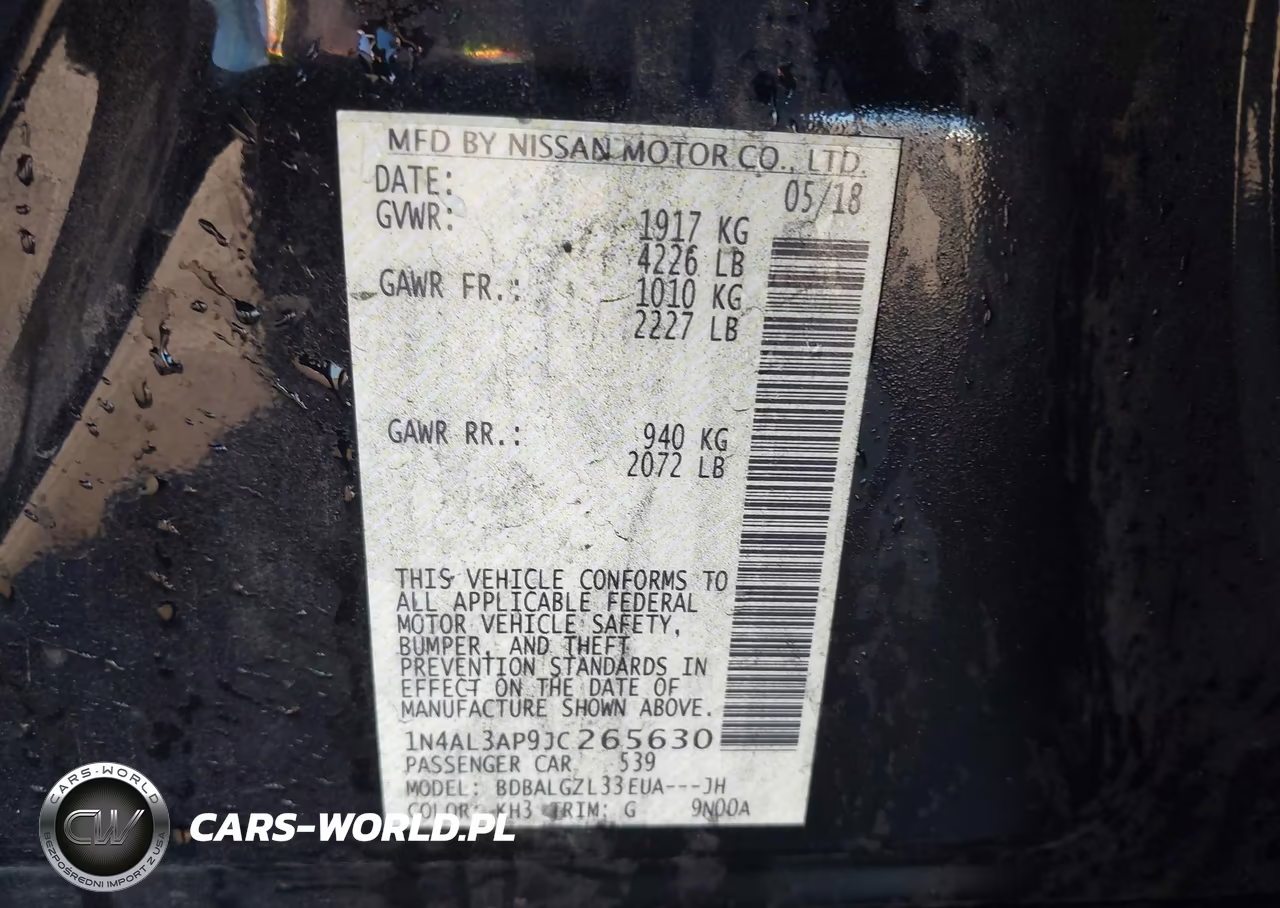 MFD BY NISSAN MOTOR CO., LTD.
DATE: 05/18
GVWR: 1917 KG
4226 LB
GAWR FR.: 1010 KG
2227 LB
GAWR RR.: 940 KG
2072 LB
THIS VEHICLE CONFORMS TO
ALL APPLICABLE FEDERAL
MOTOR VEHICLE SAFETY,
BUMPER, AND THEFT
PREVENTION STANDARDS IN
EFFECT ON THE DATE OF
MANUFACTURE SHOWN ABOVE.
1N4AL3AP9JC265630
PASSENGER CAR 539
MODEL: BDBALGZL33EUA---JH
COLOR: KH3 TRIM: G 9N00A
CARS-WORLD
CW
BEZPOŚREDNI IMPORT Z USA
CARS-WORLD.PL